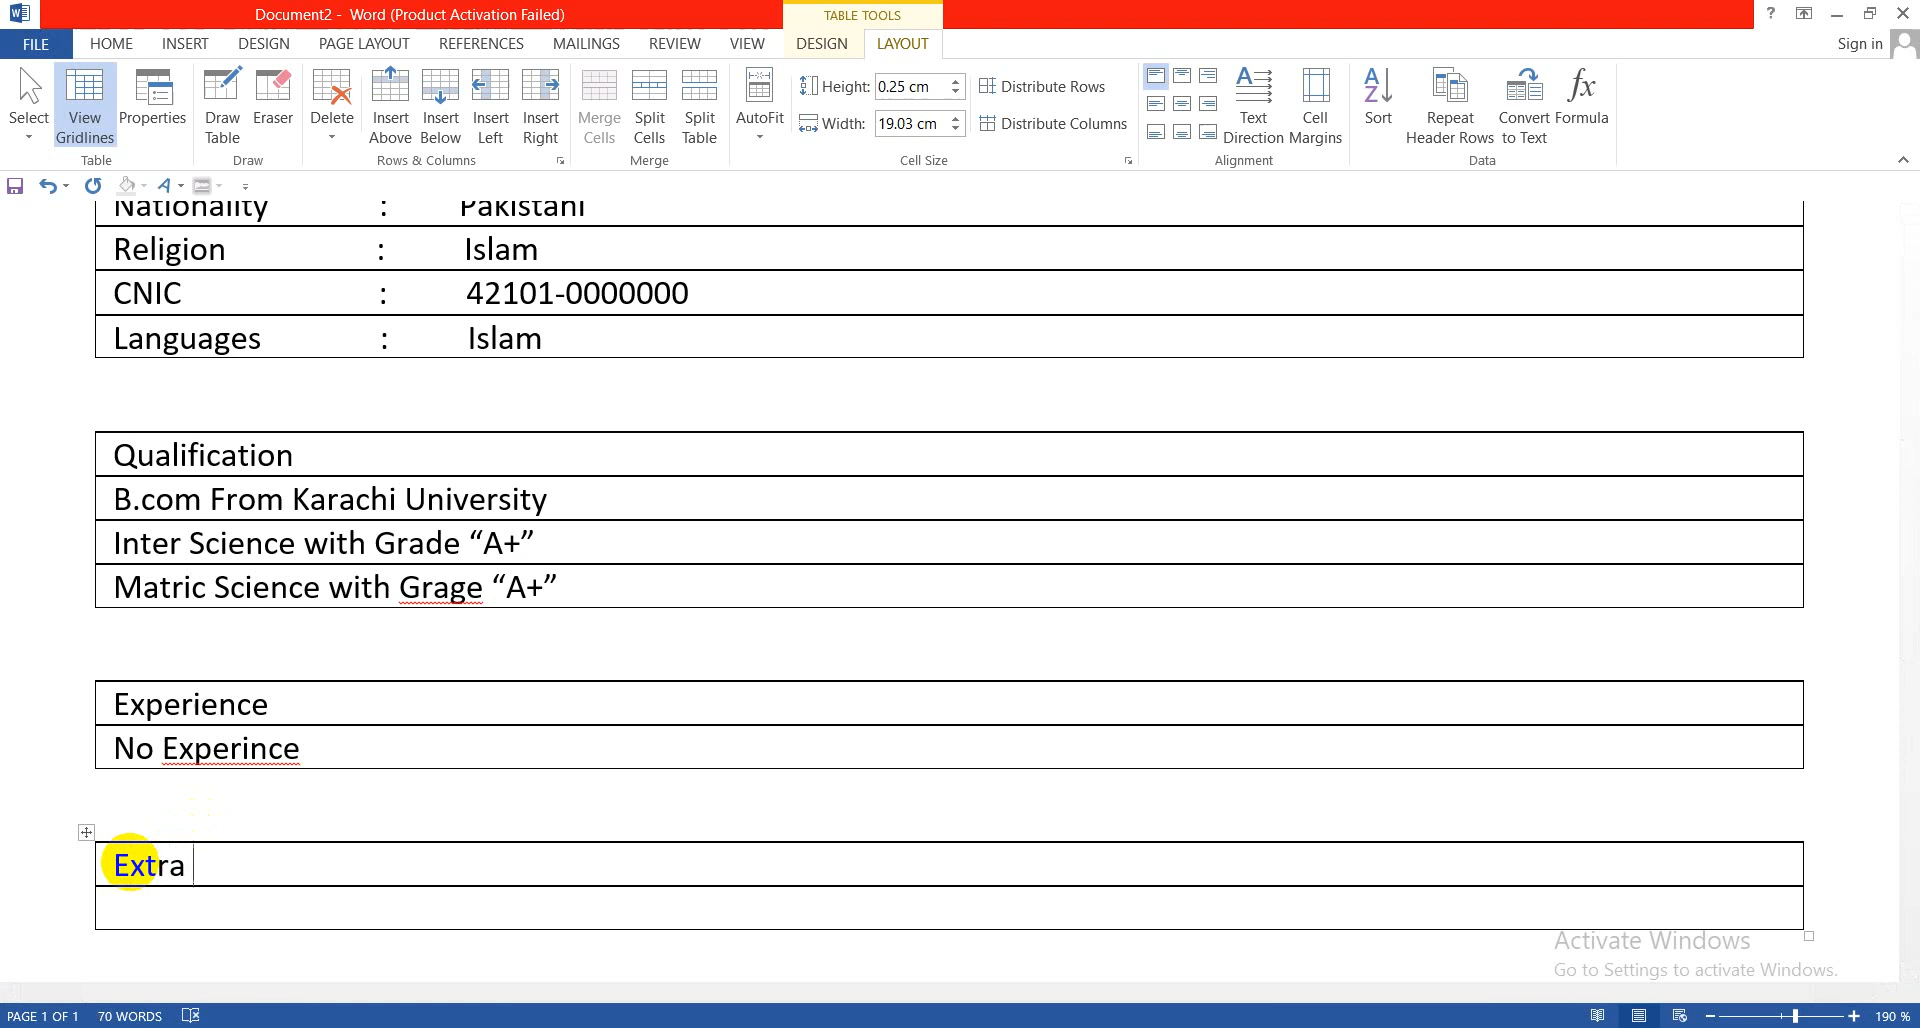 Document2 - Word (Product Activation Failed)
TABLE TOOLS
?
FILE HOME INSERT DESIGN PAGE LAYOUT REFERENCES MAILINGS REVIEW VIEW DESIGN LAYOUT Sign in
Select
View Gridlines
Properties
Table
Draw Table
Eraser
Draw
Delete
Insert Above
Insert Below
Insert Left
Insert Right
Rows & Columns
Merge Cells
Split Cells
Split Table
Merge
AutoFit
Height: 0.25 cm
Width: 19.03 cm
Distribute Rows
Distribute Columns
Cell Size
Text Direction
Cell Margins
Alignment
Sort
Repeat Header Rows
Convert to Text
Formula
Data
Nationality : Pakistani
Religion : Islam
CNIC : 42101-0000000
Languages : Islam
Qualification
B.com From Karachi University
Inter Science with Grade “A+”
Matric Science with Grage “A+”
Experience
No Experince
Extra
Activate Windows
Go to Settings to activate Windows.
PAGE 1 OF 1 70 WORDS 190 %